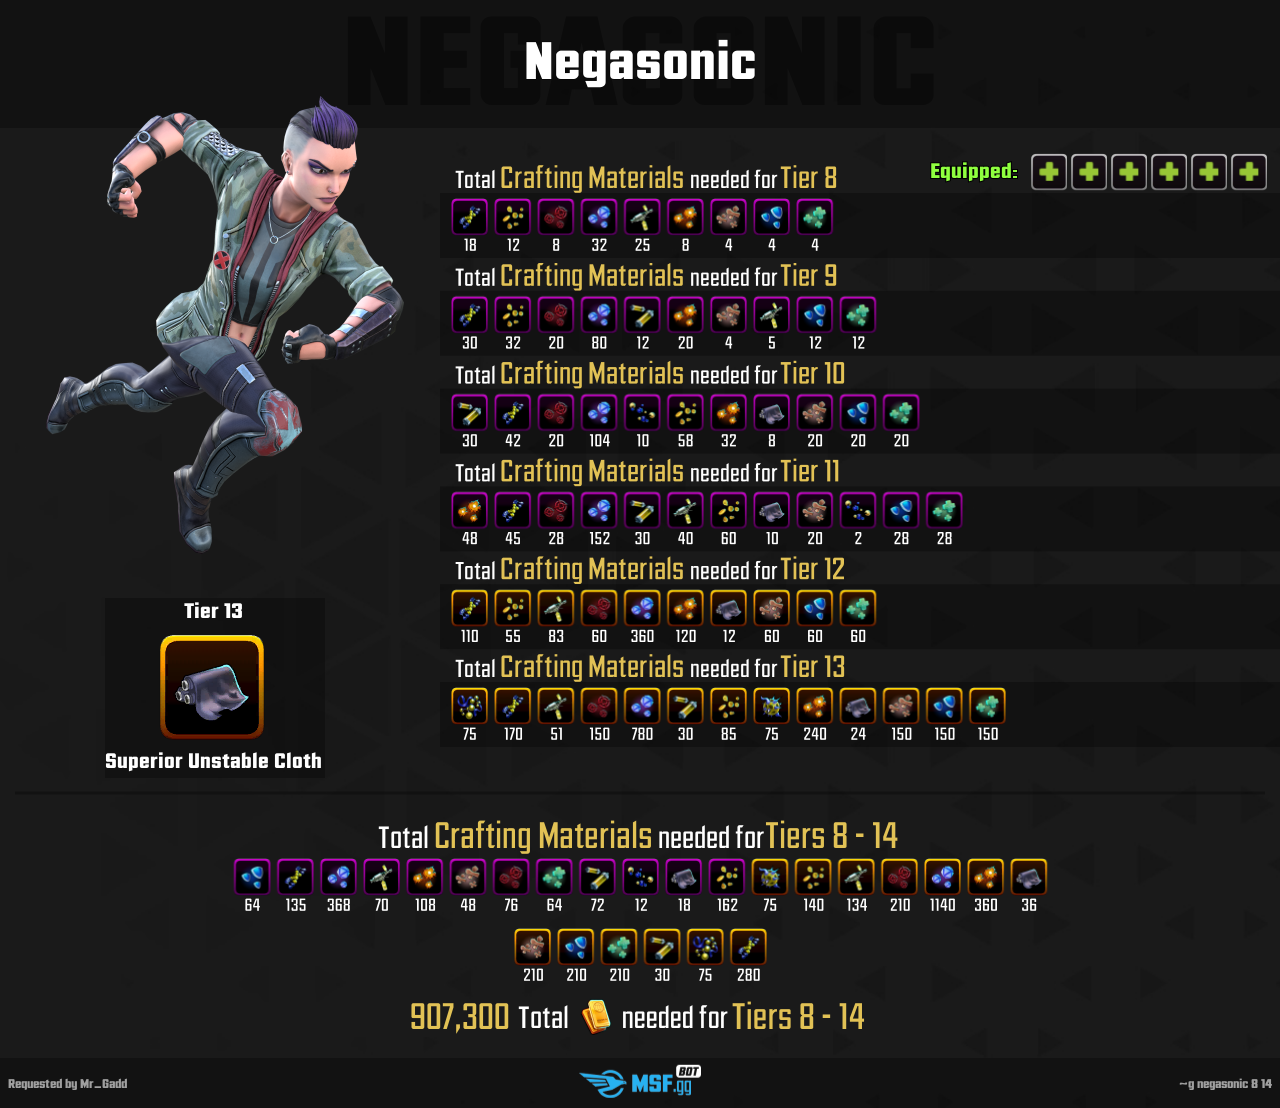 NEGASONIC
Negasonic
Equipped:
Total Crafting Materials needed for Tier 8
18 12 8 32 25 8 4 4 4
Total Crafting Materials needed for Tier 9
30 32 20 80 12 20 4 5 12 12
Total Crafting Materials needed for Tier 10
30 42 20 104 10 58 32 8 20 20 20
Total Crafting Materials needed for Tier 11
48 45 28 152 30 40 60 10 20 2 28 28
Total Crafting Materials needed for Tier 12
110 55 83 60 360 120 12 60 60 60
Total Crafting Materials needed for Tier 13
75 170 51 150 780 30 85 75 240 24 150 150 150
Tier 13
Superior Unstable Cloth
Total Crafting Materials needed for Tiers 8 - 14
64 135 368 70 108 48 76 64 72 12 18 162 75 140 134 210 1140 360 36
210 210 210 30 75 280
907,300 Total needed for Tiers 8 - 14
Requested by Mr_Gadd
MSF.gg BOT
~g negasonic 8 14